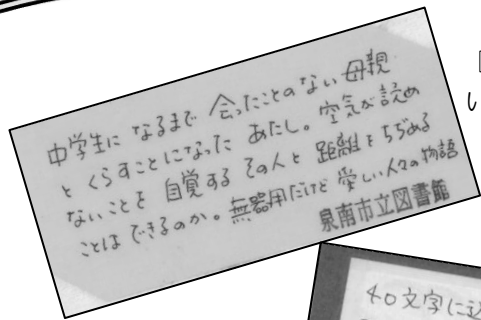 中学生になるまで会ったことのない母親
とくらすことになったあたし。空気が読め
ないことを自覚するその人と距離をちぢめる
ことはできるのか。無器用だけど愛しい人々の物語
泉南市立図書館
い
40文字に